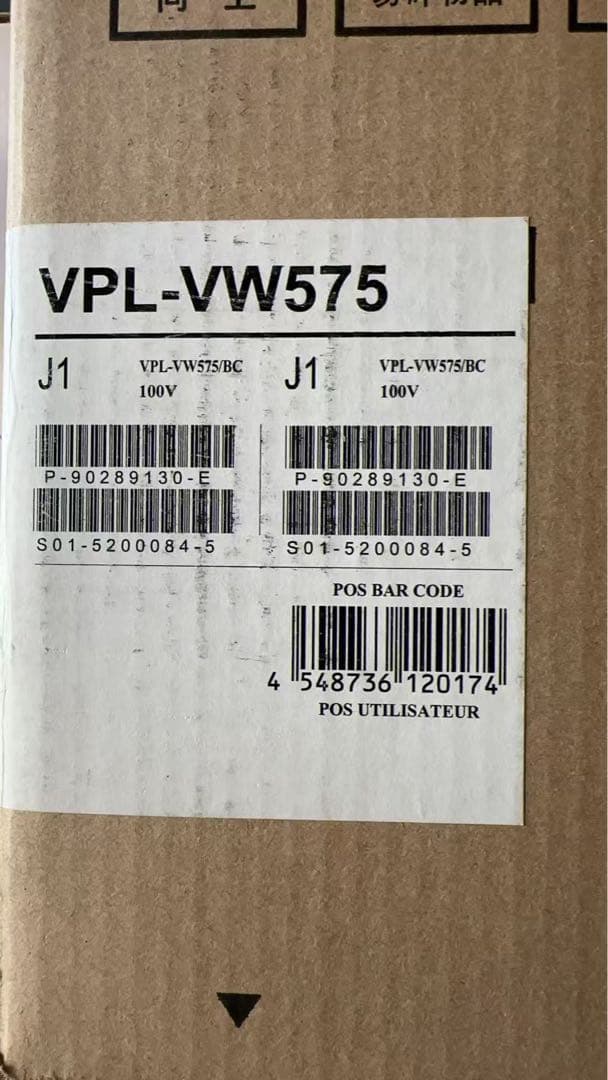 VPL-VW575
J1 VPL-VW575/BC J1 VPL-VW575/BC
100V 100V
P-90289130-E P-90289130-E
S01-5200084-5 S01-5200084-5
POS BAR CODE
4 548736 120174
POS UTILISATEUR